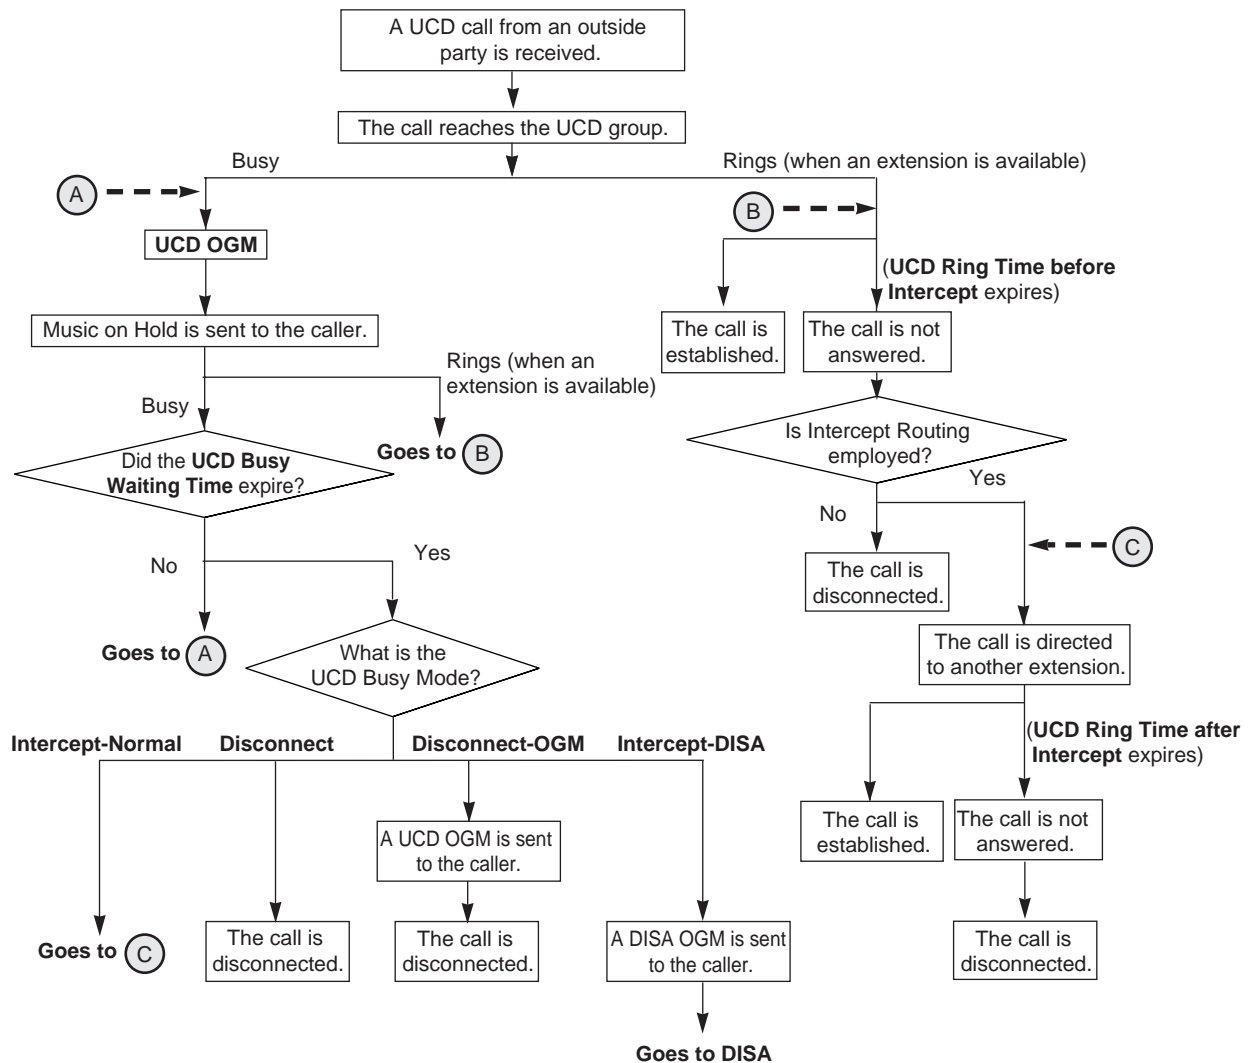 A UCD call from an outside
party is received.
The call reaches the UCD group.
Busy
Rings (when an extension is available)
A
B
UCD OGM
(UCD Ring Time before
Intercept expires)
Music on Hold is sent to the caller.
The call is
established.
The call is not
answered.
Rings (when an
extension is available)
Busy
Goes to B
Is Intercept Routing
employed?
Did the UCD Busy
Waiting Time expire?
Yes
No
C
No
Yes
The call is
disconnected.
Goes to A
What is the
UCD Busy Mode?
The call is directed
to another extension.
(UCD Ring Time after
Intercept expires)
Intercept-Normal
Disconnect
Disconnect-OGM
Intercept-DISA
A UCD OGM is sent
to the caller.
The call is
established.
The call is not
answered.
Goes to C
The call is
disconnected.
The call is
disconnected.
A DISA OGM is sent
to the caller.
The call is
disconnected.
Goes to DISA